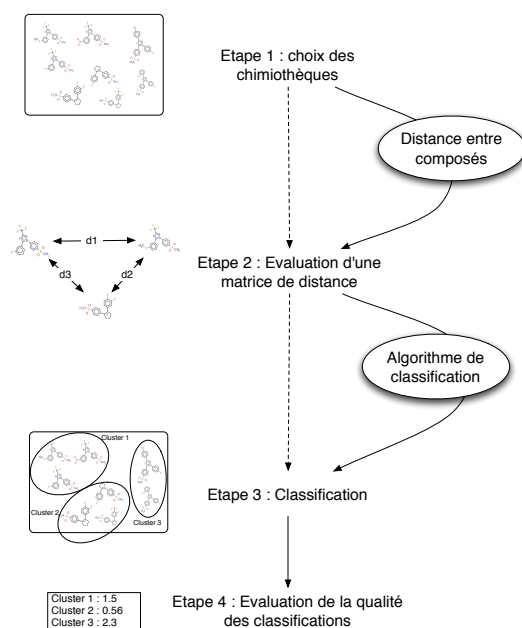 Etape 1 : choix des
chimiothèques
Distance entre
composés
d1
d3
d2
Etape 2 : Evaluation d'une
matrice de distance
Algorithme de
classification
Cluster 1
Cluster 2
Cluster 3
Etape 3 : Classification
Cluster 1 : 1.5
Cluster 2 : 0.56
Cluster 3 : 2.3
Etape 4 : Evaluation de la qualité
des classifications